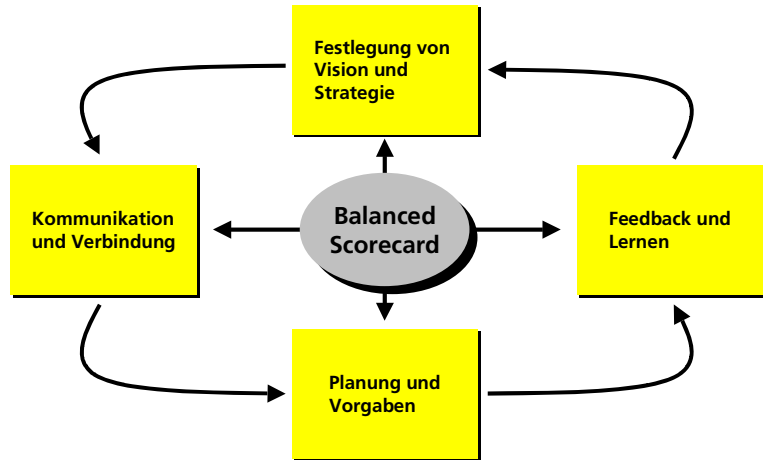 Festlegung von
Vision und
Strategie
Kommunikation
und Verbindung
Balanced
Scorecard
Feedback und
Lernen
Planung und
Vorgaben